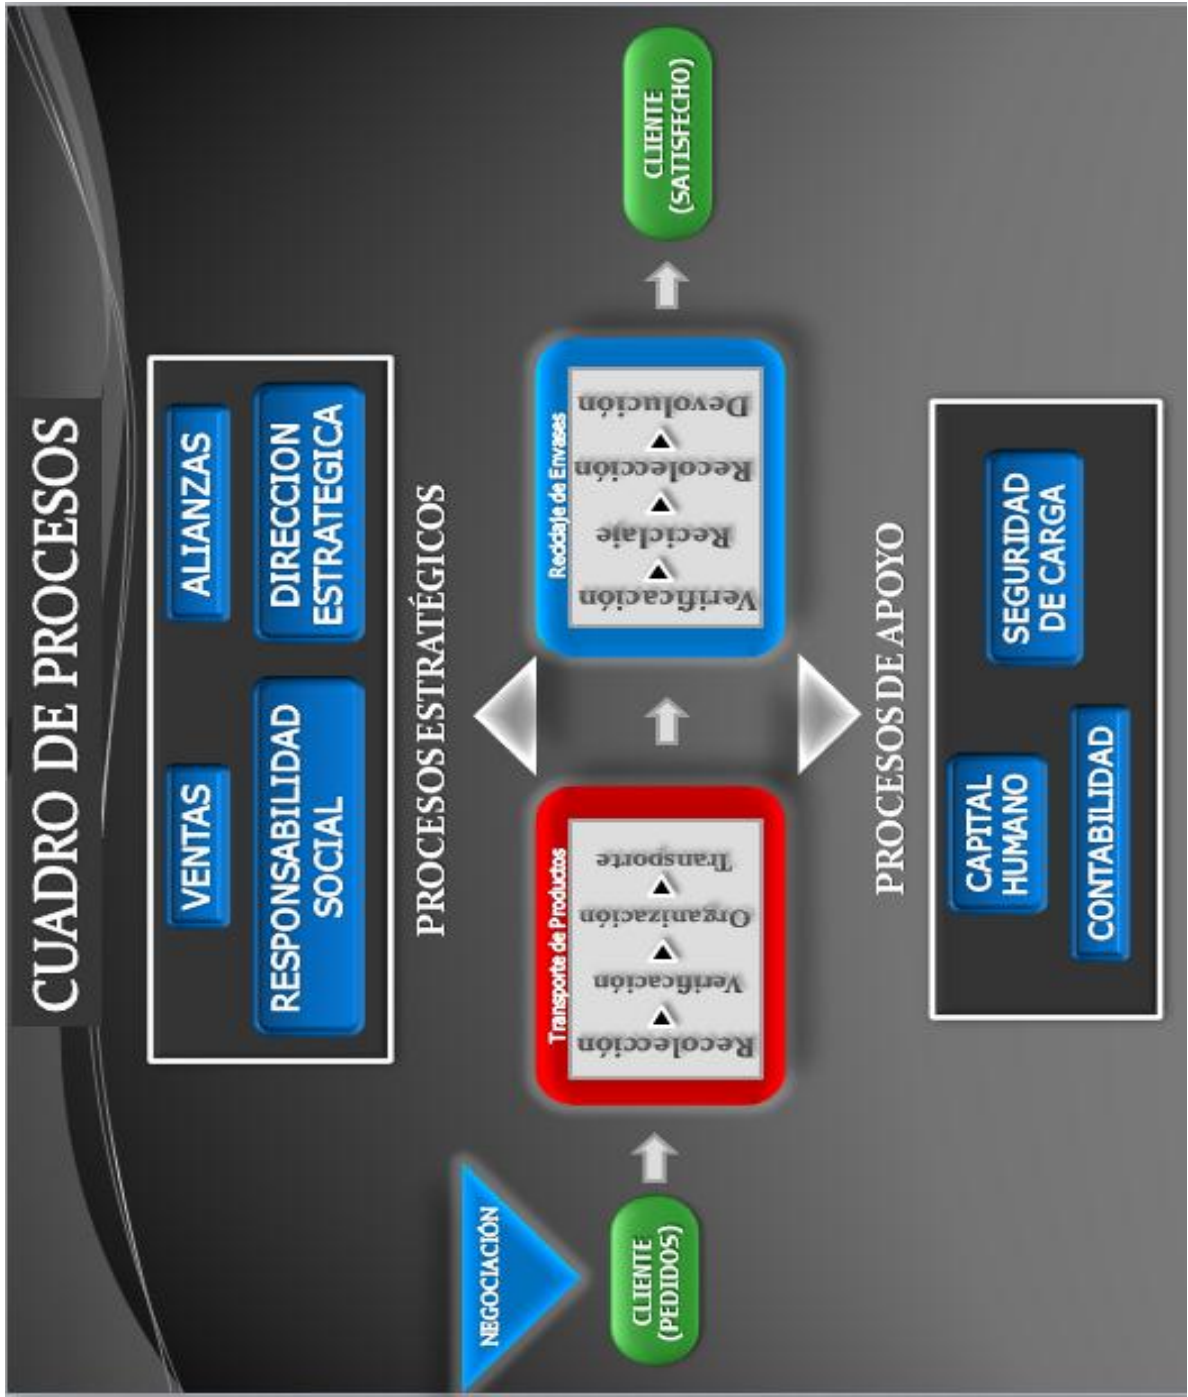 CUADRO DE PROCESOS
VENTAS
ALIANZAS
RESPONSABILIDAD
SOCIAL
DIRECCION
ESTRATEGICA
PROCESOS ESTRATÉGICOS
NEGOCIACIÓN
CLIENTE
(PEDIDOS)
Transporte de Productos
Recolección
Verificación
Organización
Transporte
Reciclaje de Envases
Verificación
Reciclaje
Recolección
Devolución
CLIENTE
(SATISFECHO)
PROCESOS DE APOYO
CAPITAL
HUMANO
SEGURIDAD
DE CARGA
CONTABILIDAD